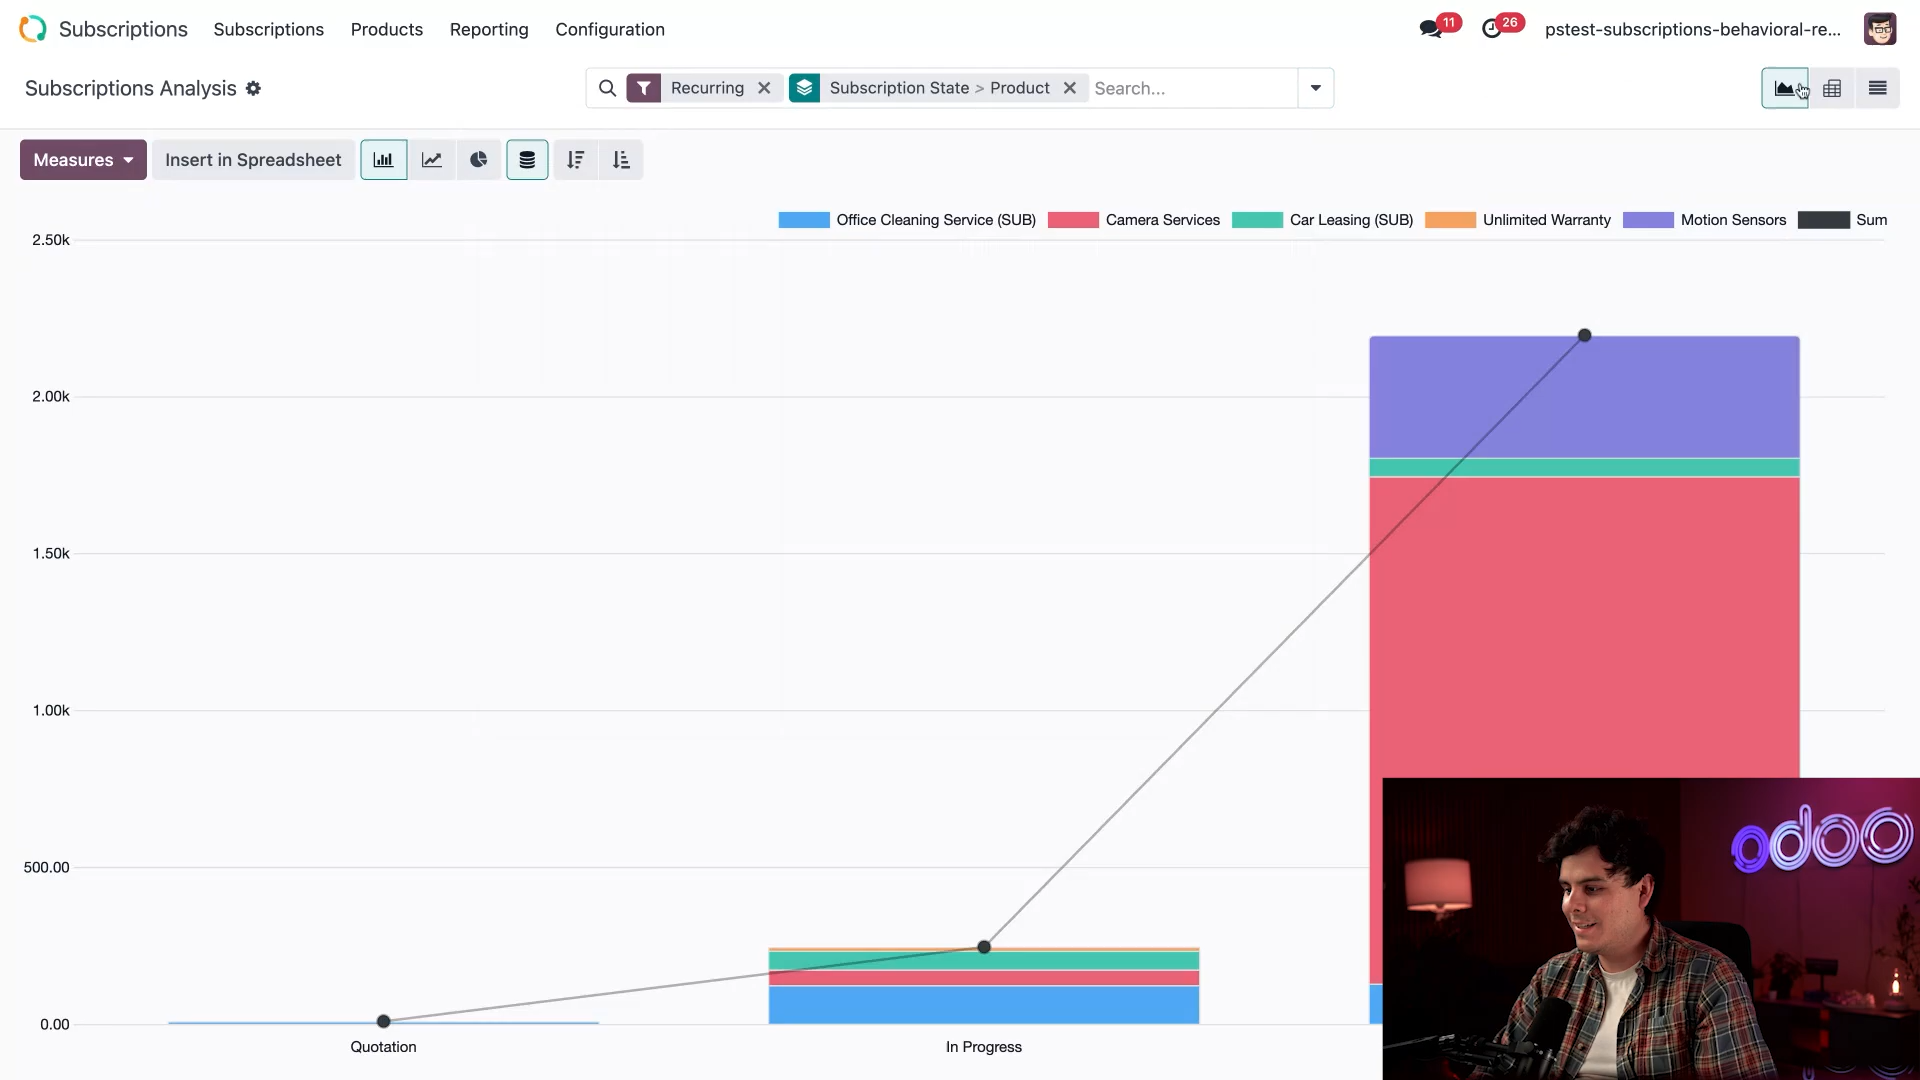 Subscriptions Subscriptions Products Reporting Configuration 11 26 pstest-subscriptions-behavioral-re...
Subscriptions Analysis Recurring Subscription State > Product Search...
Measures Insert in Spreadsheet
Office Cleaning Service (SUB) Camera Services Car Leasing (SUB) Unlimited Warranty Motion Sensors Sum
2.50k
2.00k
1.50k
1.00k
500.00
0.00
Quotation In Progress
odoo